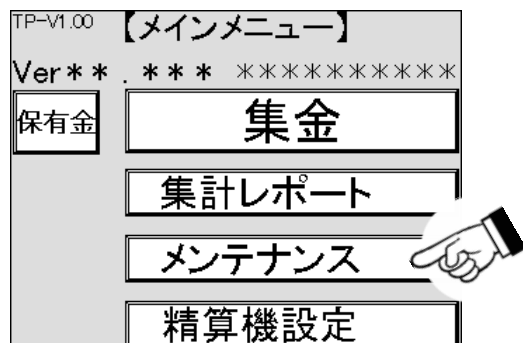 TP-V1.00 【メインメニュー】
Ver**.*** **********
保有金
集金
集計レポート
メンテナンス
精算機設定